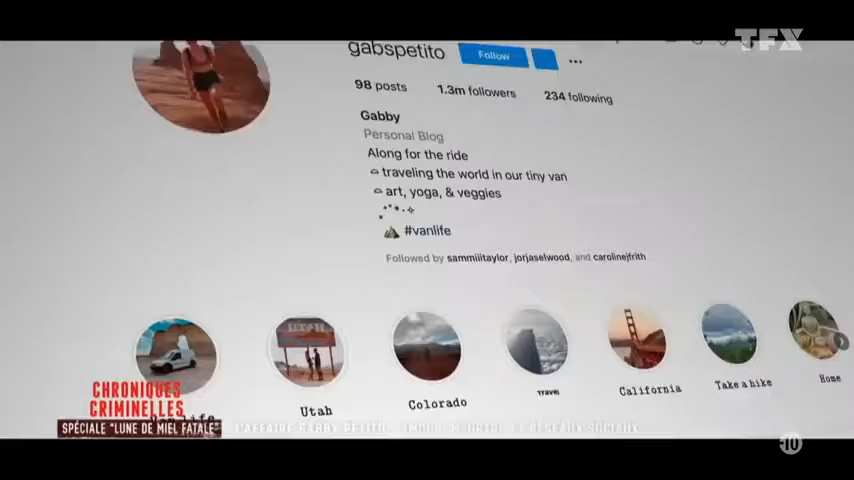 TFX
gabspetito Follow
98 posts 1.3m followers 234 following
Gabby
Personal Blog
Along for the ride
traveling the world in our tiny van
art, yoga, & veggies
#vanlife
Followed by sammiiitaylor, jorjaselwood, and carolinejfrith
UTAH
Utah Colorado Travel California Take a hike Home
CHRONIQUES
CRIMINELLES
SPÉCIALE "LUNE DE MIEL FATALE"
-10